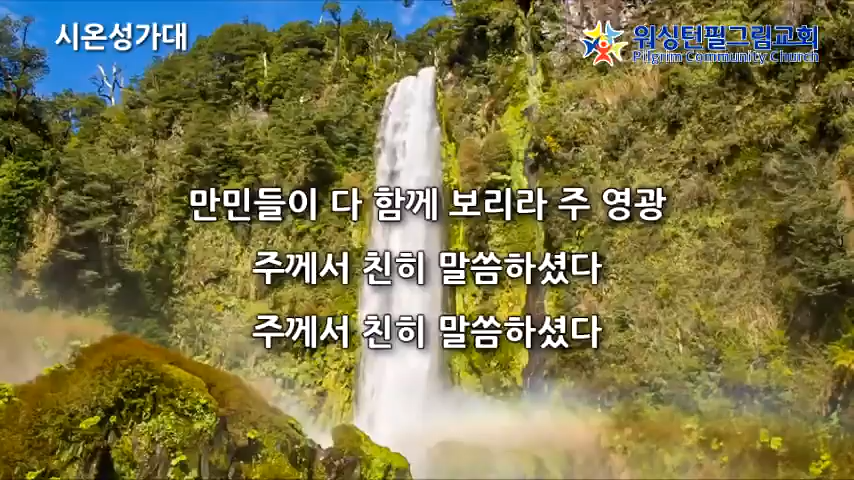 시온성가대
워싱턴필그림교회
Pilgrim Community Church
만민들이 다 함께 보리라 주 영광
주께서 친히 말씀하셨다
주께서 친히 말씀하셨다